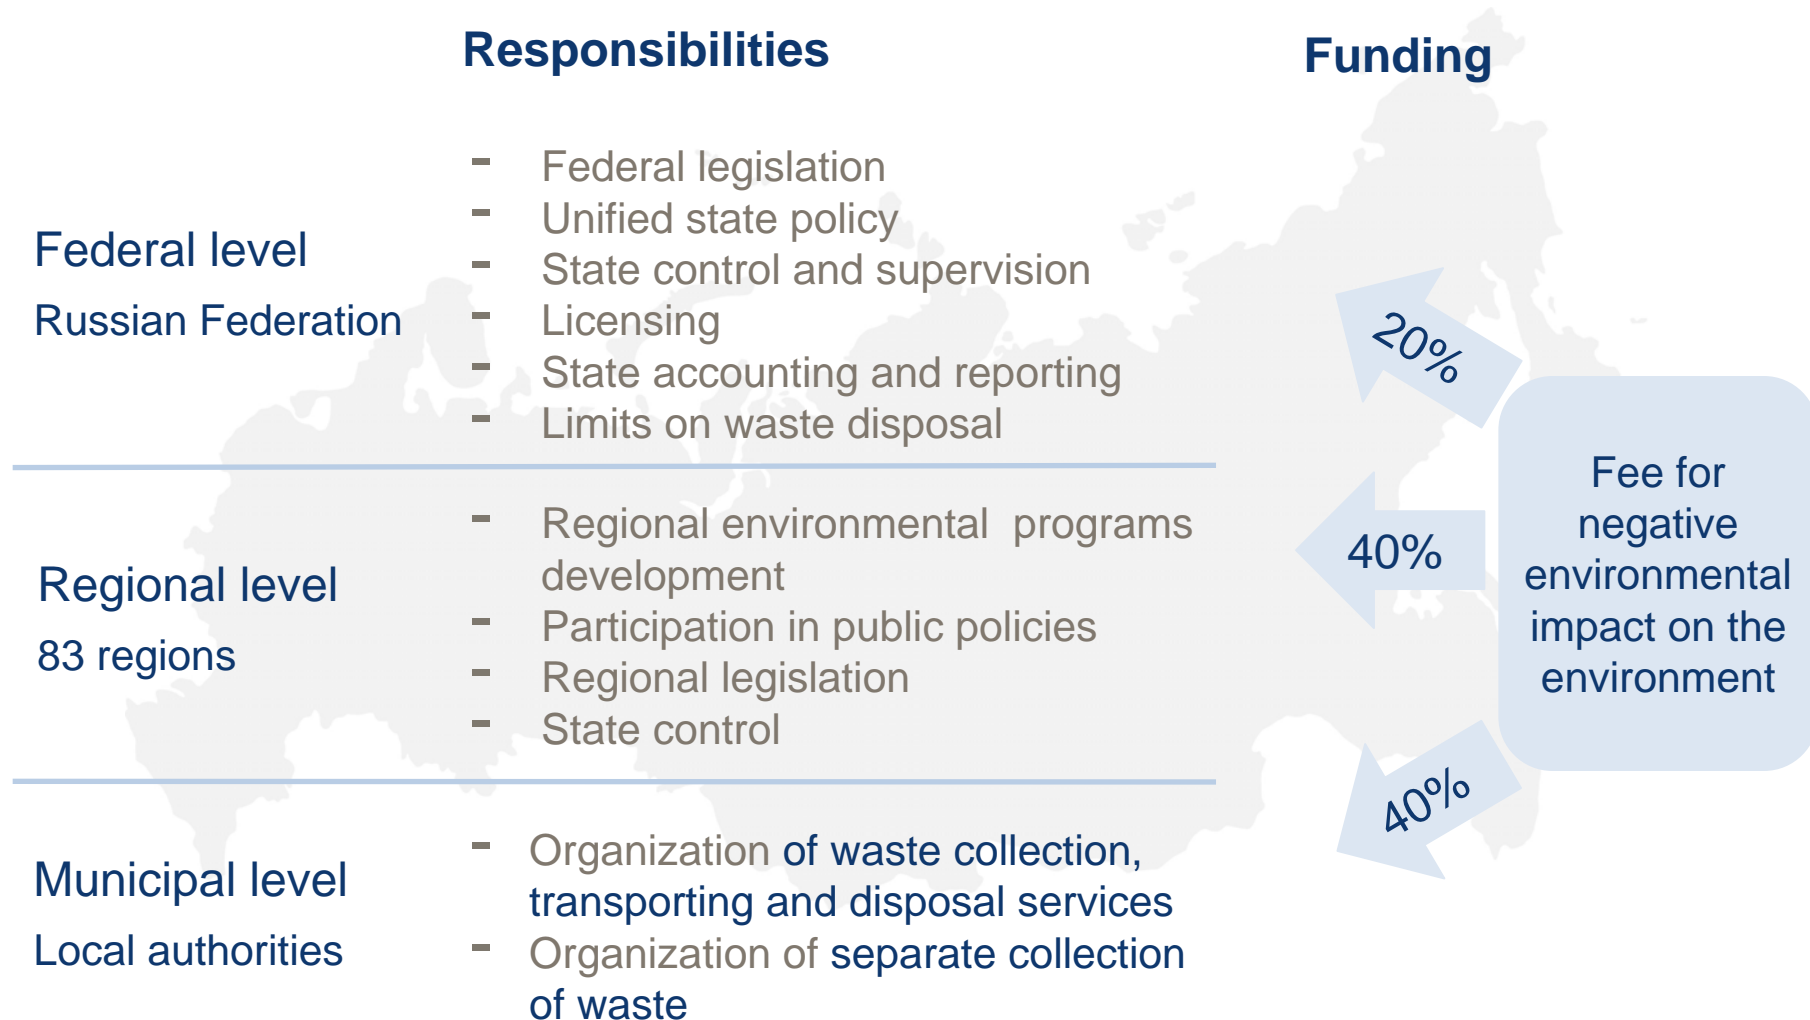 Responsibilities
Funding
Federal level
Russian Federation
- Federal legislation
- Unified state policy
- State control and supervision
- Licensing
- State accounting and reporting
- Limits on waste disposal
20%
Regional level
83 regions
- Regional environmental  programs
development
- Participation in public policies
- Regional legislation
- State control
40%
Fee for
negative
environmental
impact on the
environment
Municipal level
Local authorities
- Organization of waste collection,
transporting and disposal services
- Organization of separate collection
of waste
40%